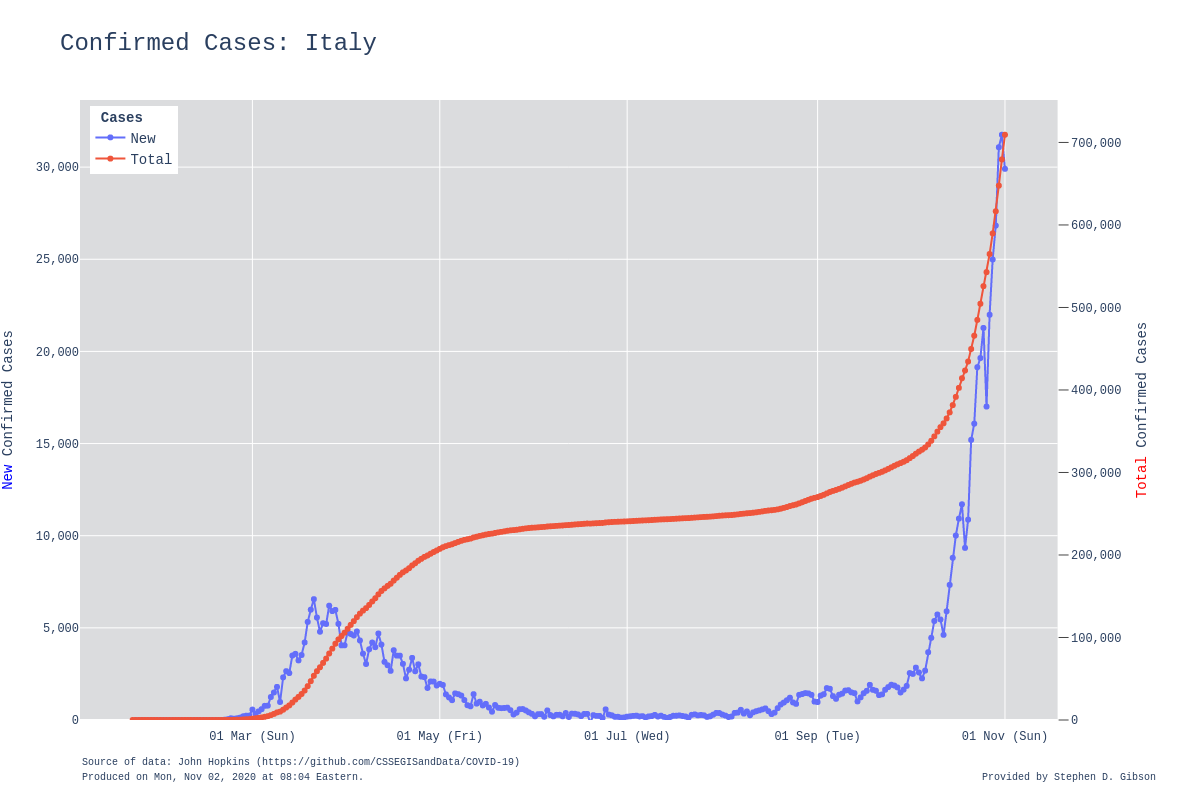 Confirmed Cases: Italy
Cases
New
Total
30,000
25,000
20,000
15,000
10,000
5,000
0
New Confirmed Cases
700,000
600,000
500,000
400,000
300,000
200,000
100,000
0
Total Confirmed Cases
01 Mar (Sun)
01 May (Fri)
01 Jul (Wed)
01 Sep (Tue)
01 Nov (Sun)
Source of data: John Hopkins (https://github.com/CSSEGISandData/COVID-19)
Produced on Mon, Nov 02, 2020 at 08:04 Eastern.
Provided by Stephen D. Gibson